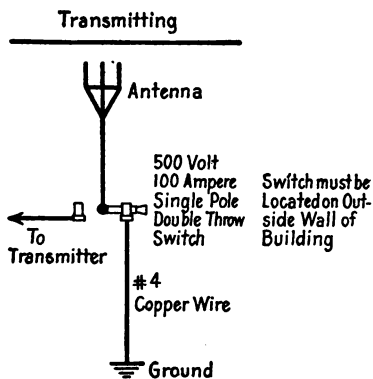 Transmitting
Antenna
500 Volt
100 Ampere
Single Pole
Double Throw
Switch
Switch must be
Located on Out-
side Wall of
Building
To
Transmitter
#4
Copper Wire
Ground